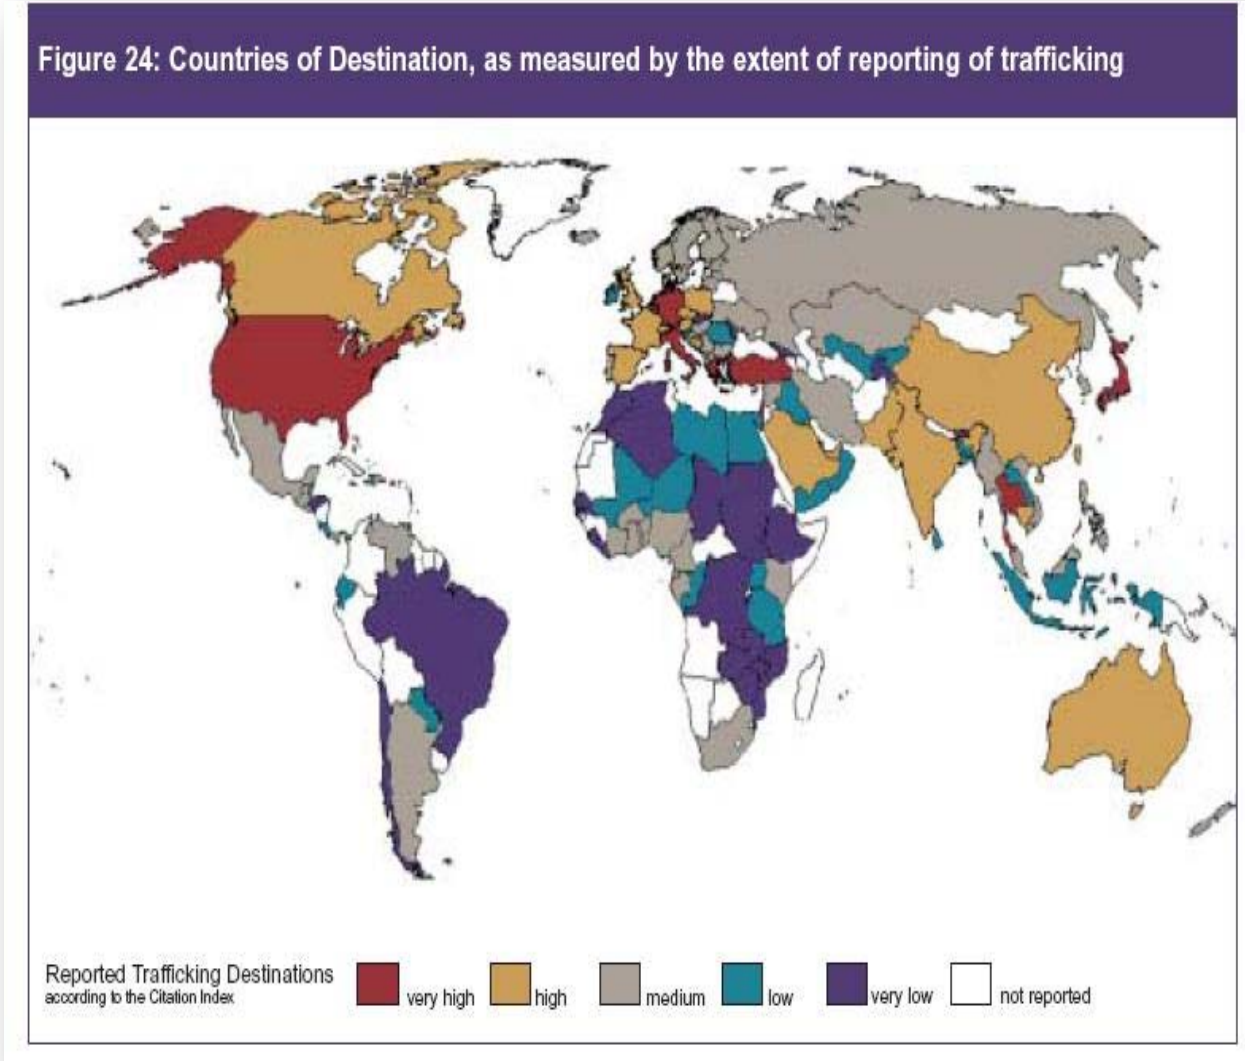 Figure 24: Countries of Destination, as measured by the extent of reporting of trafficking
Reported Trafficking Destinations
according to the Citation Index
very high
high
medium
low
very low
not reported